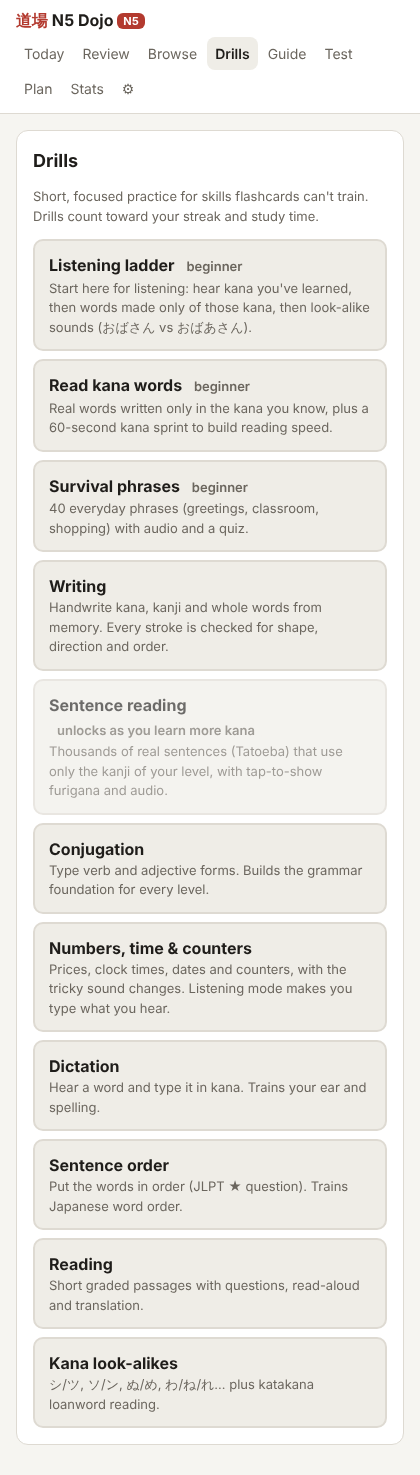 道場 N5 Dojo N5
Today Review Browse Drills Guide Test
Plan Stats ⚙
Drills
Short, focused practice for skills flashcards can't train.
Drills count toward your streak and study time.
Listening ladder beginner
Start here for listening: hear kana you've learned,
then words made only of those kana, then look-alike
sounds (おばさん vs おばあさん).
Read kana words beginner
Real words written only in the kana you know, plus a
60-second kana sprint to build reading speed.
Survival phrases beginner
40 everyday phrases (greetings, classroom,
shopping) with audio and a quiz.
Writing
Handwrite kana, kanji and whole words from
memory. Every stroke is checked for shape,
direction and order.
Sentence reading
unlocks as you learn more kana
Thousands of real sentences (Tatoeba) that use
only the kanji of your level, with tap-to-show
furigana and audio.
Conjugation
Type verb and adjective forms. Builds the grammar
foundation for every level.
Numbers, time & counters
Prices, clock times, dates and counters, with the
tricky sound changes. Listening mode makes you
type what you hear.
Dictation
Hear a word and type it in kana. Trains your ear and
spelling.
Sentence order
Put the words in order (JLPT ★ question). Trains
Japanese word order.
Reading
Short graded passages with questions, read-aloud
and translation.
Kana look-alikes
シ/ツ, ソ/ン, ぬ/め, わ/ね/れ… plus katakana
loanword reading.